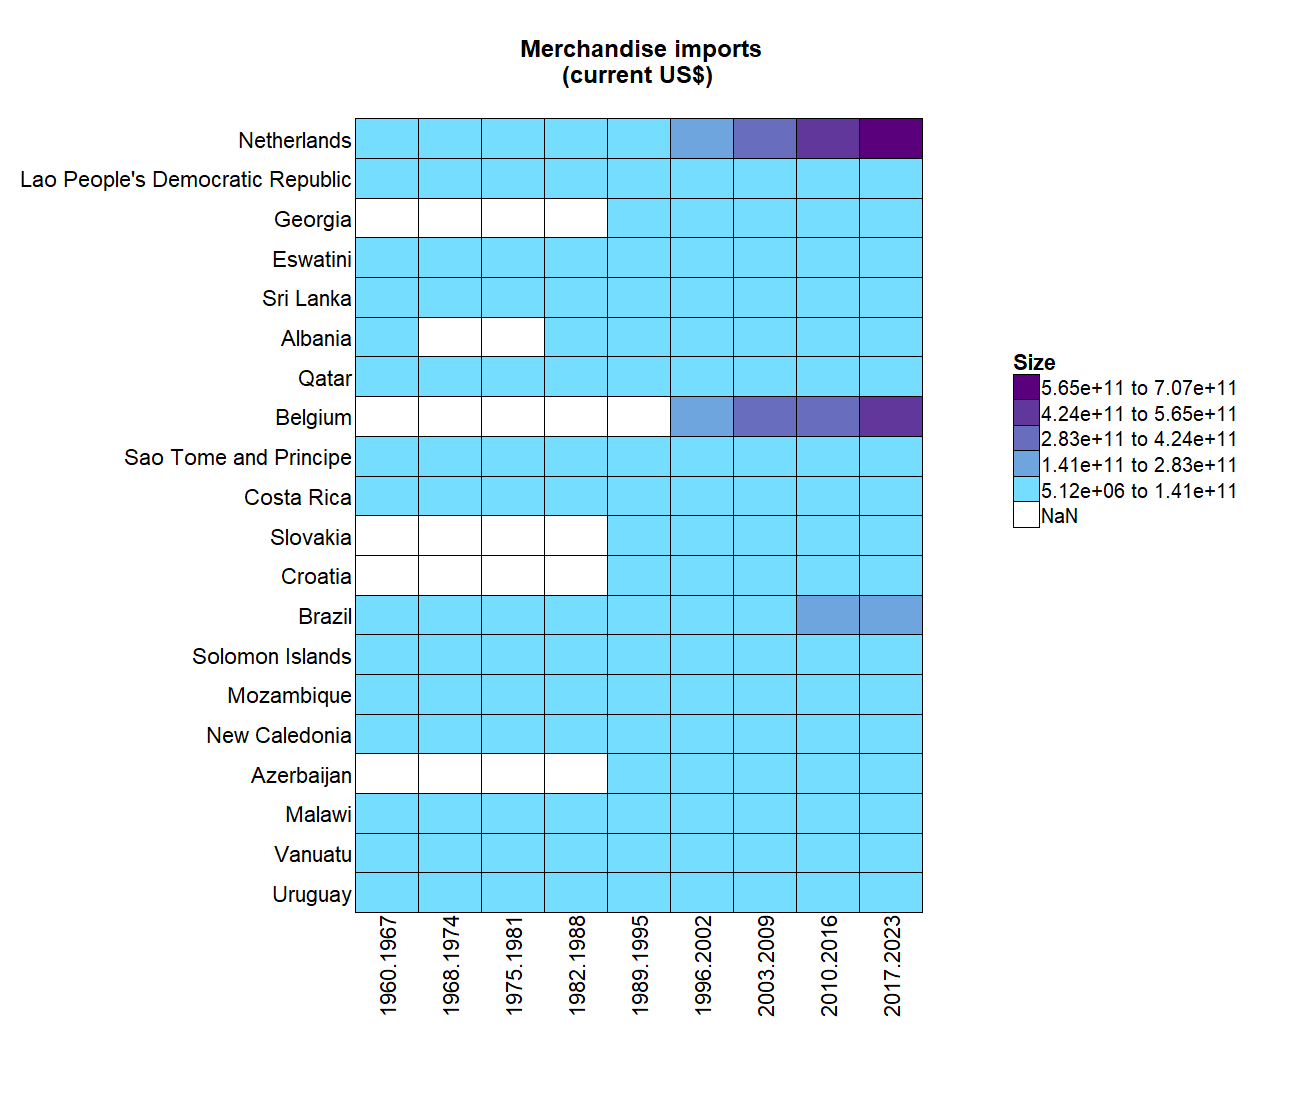 Merchandise imports
(current US$)
Netherlands
Lao People's Democratic Republic
Georgia
Eswatini
Sri Lanka
Albania
Qatar
Belgium
Sao Tome and Principe
Costa Rica
Slovakia
Croatia
Brazil
Solomon Islands
Mozambique
New Caledonia
Azerbaijan
Malawi
Vanuatu
Uruguay
1960.1967
1968.1974
1975.1981
1982.1988
1989.1995
1996.2002
2003.2009
2010.2016
2017.2023
Size
5.65e+11 to 7.07e+11
4.24e+11 to 5.65e+11
2.83e+11 to 4.24e+11
1.41e+11 to 2.83e+11
5.12e+06 to 1.41e+11
NaN